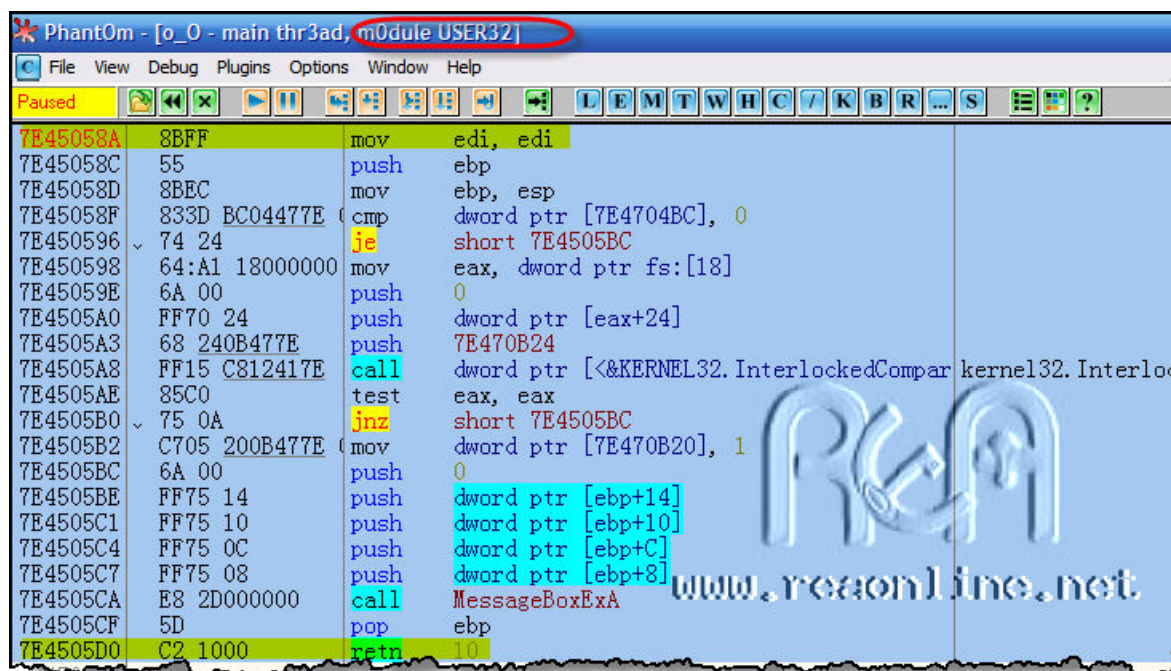 Phant0m - [o_O - main thr3ad, m0dule USER32]
File View Debug Plugins Options Window Help
Paused L E M T W H C / K B R ... S ?
7E45058A 8BFF mov edi, edi
7E45058C 55 push ebp
7E45058D 8BEC mov ebp, esp
7E45058F 833D BC04477E ( cmp dword ptr [7E4704BC], 0
7E450596 74 24 je short 7E4505BC
7E450598 64:A1 18000000 mov eax, dword ptr fs:[18]
7E45059E 6A 00 push 0
7E4505A0 FF70 24 push dword ptr [eax+24]
7E4505A3 68 240B477E push 7E470B24
7E4505A8 FF15 C812417E call dword ptr [<&KERNEL32.InterlockedCompar kernel32.Interloc
7E4505AE 85C0 test eax, eax
7E4505B0 75 0A jnz short 7E4505BC
7E4505B2 C705 200B477E ( mov dword ptr [7E470B20], 1
7E4505BC 6A 00 push 0
7E4505BE FF75 14 push dword ptr [ebp+14]
7E4505C1 FF75 10 push dword ptr [ebp+10]
7E4505C4 FF75 0C push dword ptr [ebp+C]
7E4505C7 FF75 08 push dword ptr [ebp+8]
7E4505CA E8 2D000000 call MessageBoxExA
7E4505CF 5D pop ebp
7E4505D0 C2 1000 retn 10
REA
www.reaonline.net